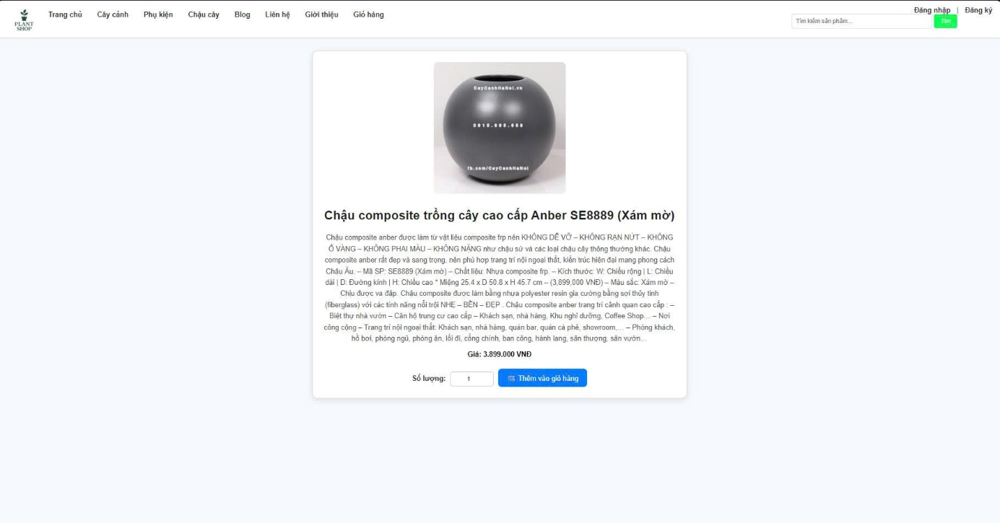 PLANT
SHOP
Trang chủ Cây cảnh Phụ kiện Chậu cây Blog Liên hệ Giới thiệu Giỏ hàng
Đăng nhập | Đăng ký
Tìm kiếm sản phẩm... Tìm
CayCanhHaNoi.vn
fb.com/CayCanhHaNoi
Chậu composite trồng cây cao cấp Anber SE8889 (Xám mờ)
Chậu composite anber được làm từ vật liệu composite frp nên KHÔNG DỄ VỠ – KHÔNG RẠN NỨT – KHÔNG
Ố VÀNG – KHÔNG PHAI MÀU – KHÔNG NẶNG như chậu sứ và các loại chậu cây thông thường khác. Chậu
composite anber rất đẹp và sang trọng, nên phù hợp trang trí nội ngoại thất, kiến trúc hiện đại mang phong cách
Châu Âu. – Mã SP: SE8889 (Xám mờ) – Chất liệu: Nhựa composite frp. – Kích thước: W: Chiều rộng | L: Chiều
dài | D: Đường kính | H: Chiều cao * Miệng 25.4 x D 50.8 x H 45.7 cm – (3,899,000 VNĐ) – Màu sắc: Xám mờ –
Chịu được va đập. Chậu composite được làm bằng nhựa polyester resin gia cường bằng sợi thủy tinh
(fiberglass) với các tính năng nổi trội NHẸ – BỀN – ĐẸP . Chậu composite anber trang trí cảnh quan cao cấp : –
Biệt thự nhà vườn – Căn hộ trung cư cao cấp – Khách sạn, nhà hàng, Khu nghỉ dưỡng, Coffee Shop... – Nơi
công cộng – Trang trí nội ngoại thất: Khách sạn, nhà hàng, quán bar, quán cà phê, showroom,... – Phòng khách,
hồ bơi, phòng ngủ, phòng ăn, lối đi, cổng chính, ban công, hành lang, sân thượng, sân vườn...
Giá: 3.899.000 VNĐ
Số lượng: 1 Thêm vào giỏ hàng